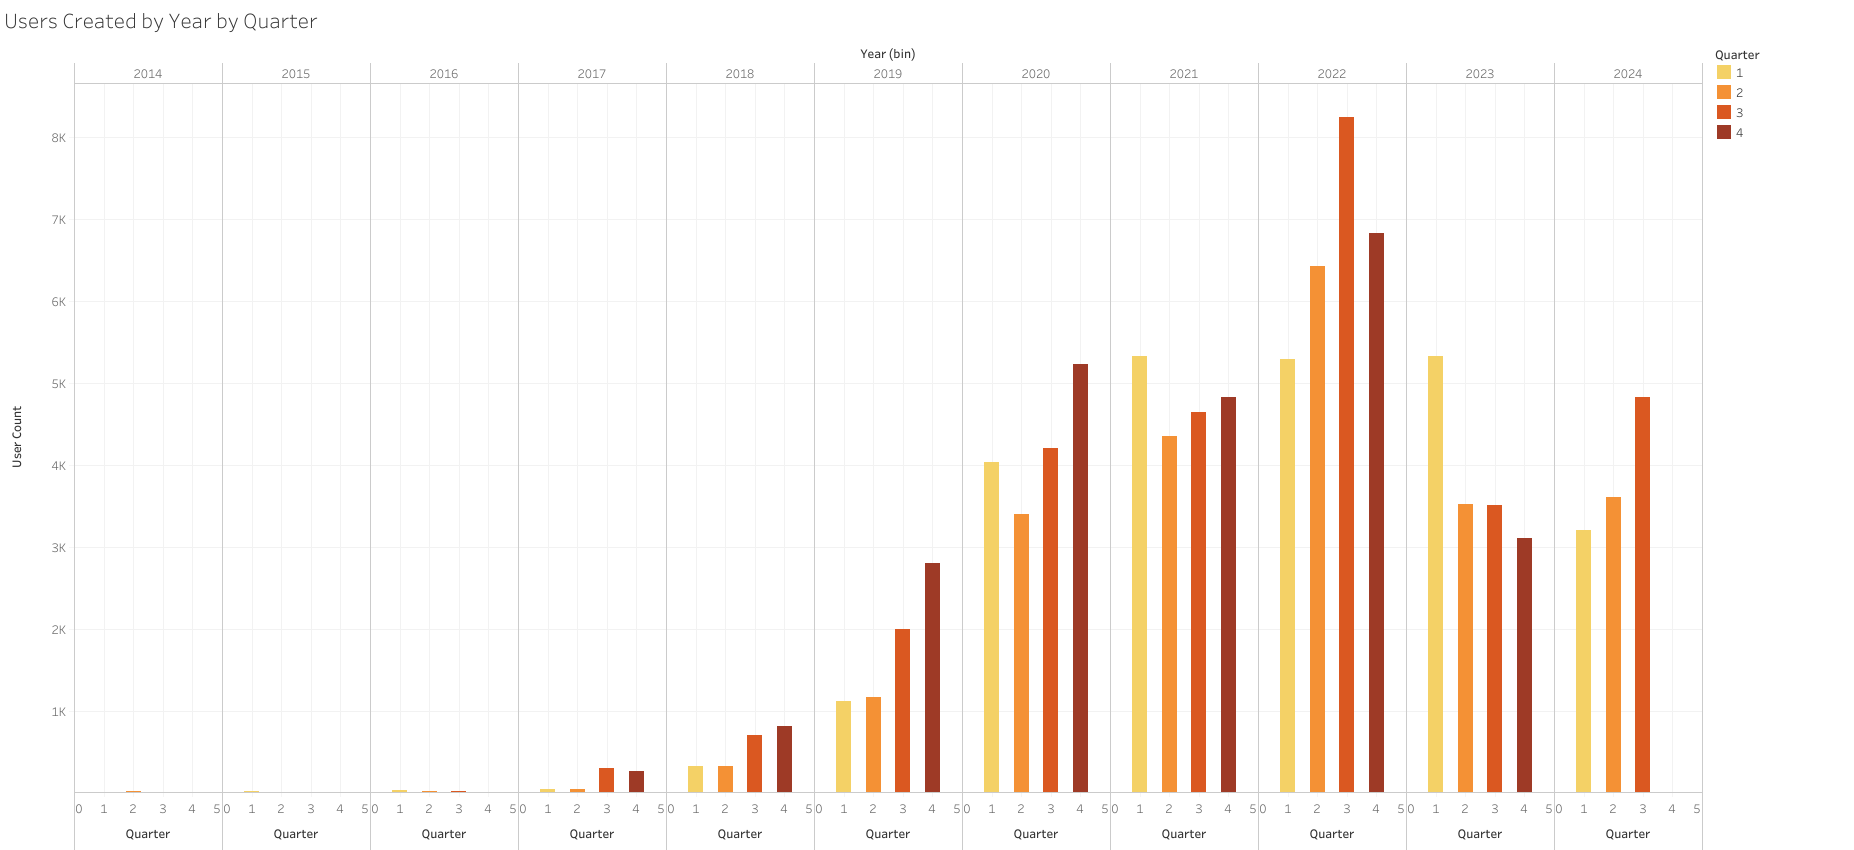 Users Created by Year by Quarter
Year (bin)
2014 2015 2016 2017 2018 2019 2020 2021 2022 2023 2024
Quarter
1
2
3
4
8K
7K
6K
5K
4K
3K
2K
1K
User Count
0 1 2 3 4 5 0 1 2 3 4 5 0 1 2 3 4 5 0 1 2 3 4 5 0 1 2 3 4 5 0 1 2 3 4 5 0 1 2 3 4 5 0 1 2 3 4 5 0 1 2 3 4 5 0 1 2 3 4 5 0 1 2 3 4 5
Quarter Quarter Quarter Quarter Quarter Quarter Quarter Quarter Quarter Quarter Quarter